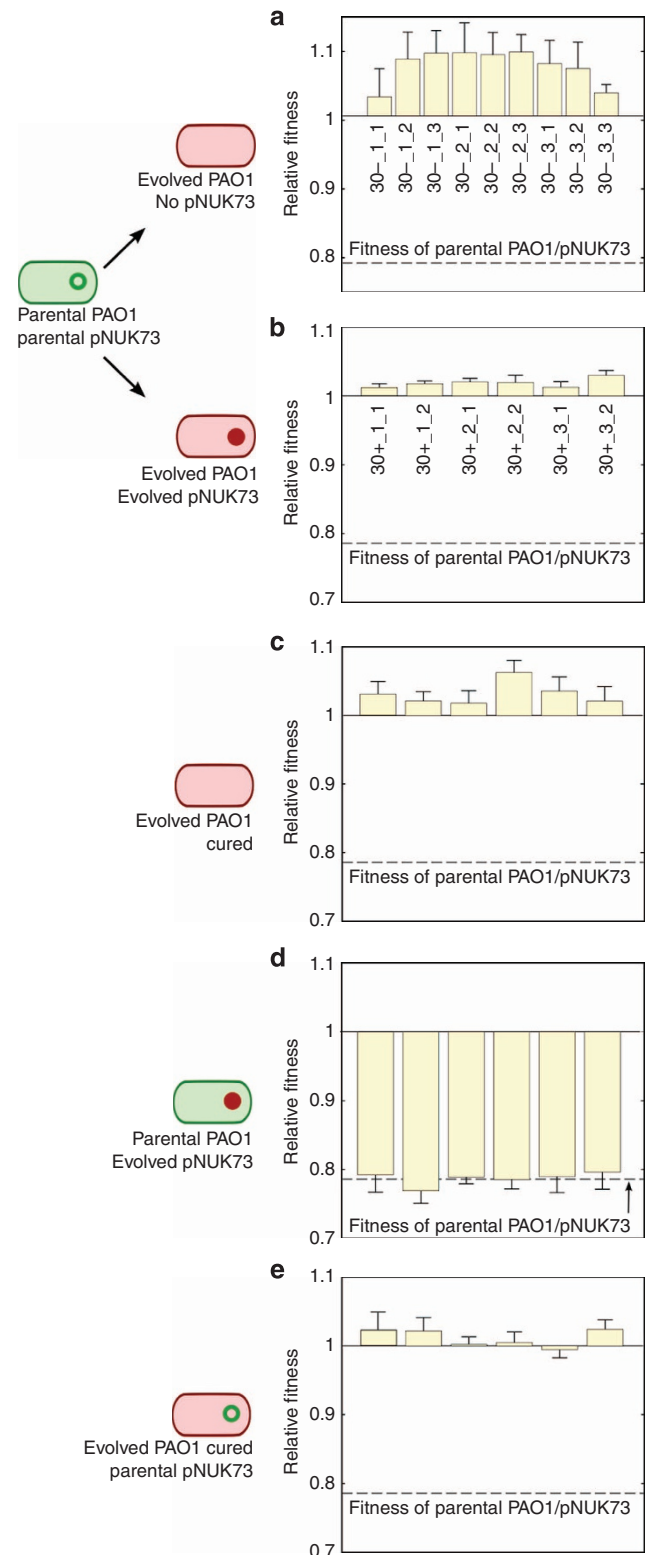 a
1.1
1
0.9
0.8
Relative fitness
30–_1_1
30–_1_2
30–_1_3
30–_2_1
30–_2_2
30–_2_3
30–_3_1
30–_3_2
30–_3_3
Fitness of parental PAO1/pNUK73
Evolved PAO1
No pNUK73
Parental PAO1
parental pNUK73
Evolved PAO1
Evolved pNUK73
b
1.1
1
0.9
0.8
0.7
Relative fitness
30+_1_1
30+_1_2
30+_2_1
30+_2_2
30+_3_1
30+_3_2
Fitness of parental PAO1/pNUK73
c
1.1
1
0.9
0.8
0.7
Relative fitness
Fitness of parental PAO1/pNUK73
Evolved PAO1
cured
d
1.1
1
0.9
0.8
0.7
Relative fitness
Fitness of parental PAO1/pNUK73
Parental PAO1
Evolved pNUK73
e
1.1
1
0.9
0.8
0.7
Relative fitness
Fitness of parental PAO1/pNUK73
Evolved PAO1 cured
parental pNUK73